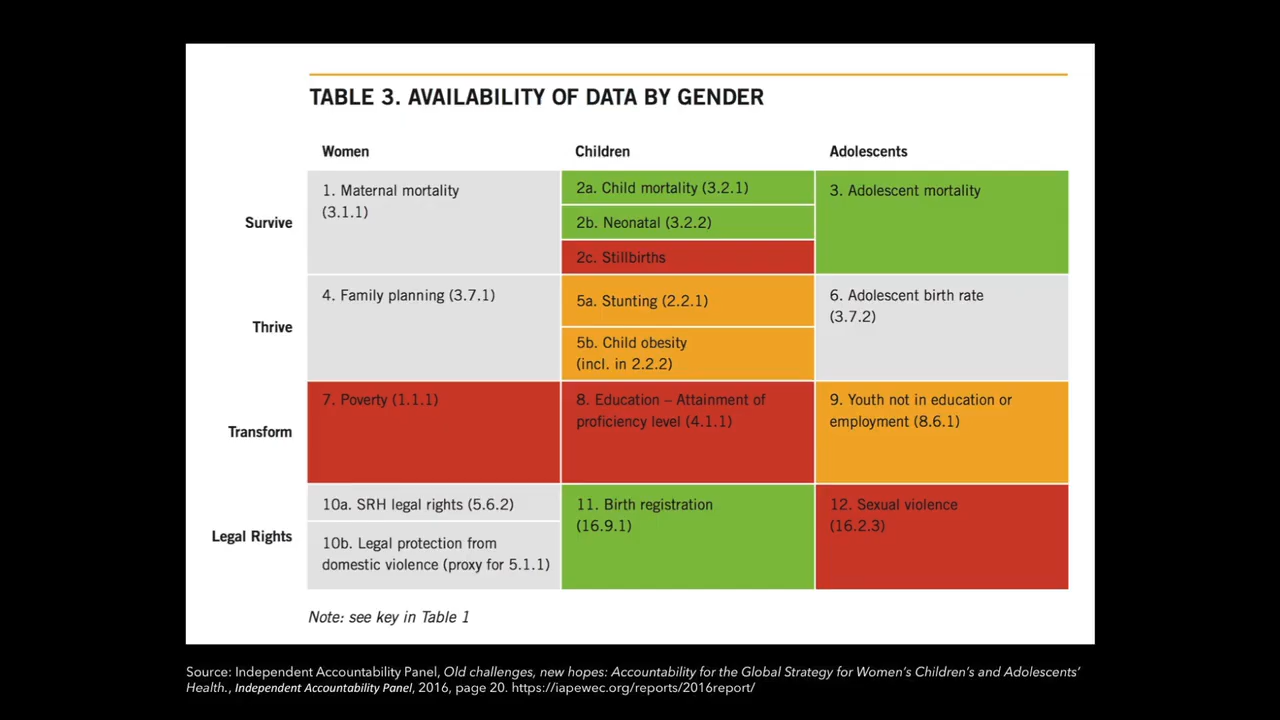 TABLE 3. AVAILABILITY OF DATA BY GENDER
Women
Children
Adolescents
Survive
1. Maternal mortality
(3.1.1)
2a. Child mortality (3.2.1)
2b. Neonatal (3.2.2)
2c. Stillbirths
3. Adolescent mortality
Thrive
4. Family planning (3.7.1)
5a. Stunting (2.2.1)
5b. Child obesity
(incl. in 2.2.2)
6. Adolescent birth rate
(3.7.2)
Transform
7. Poverty (1.1.1)
8. Education – Attainment of
proficiency level (4.1.1)
9. Youth not in education or
employment (8.6.1)
Legal Rights
10a. SRH legal rights (5.6.2)
10b. Legal protection from
domestic violence (proxy for 5.1.1)
11. Birth registration
(16.9.1)
12. Sexual violence
(16.2.3)
Note: see key in Table 1
Source: Independent Accountability Panel, Old challenges, new hopes: Accountability for the Global Strategy for Women's Children's and Adolescents'
Health., Independent Accountability Panel, 2016, page 20. https://iapewec.org/reports/2016report/